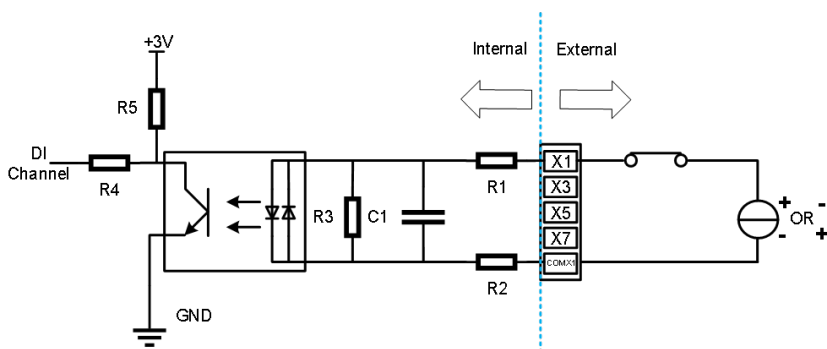 +3V
Internal
External
R5
DI
Channel
R4
R3
C1
R1
X1
X3
X5
X7
COMX1
R2
+ -
OR
- +
GND